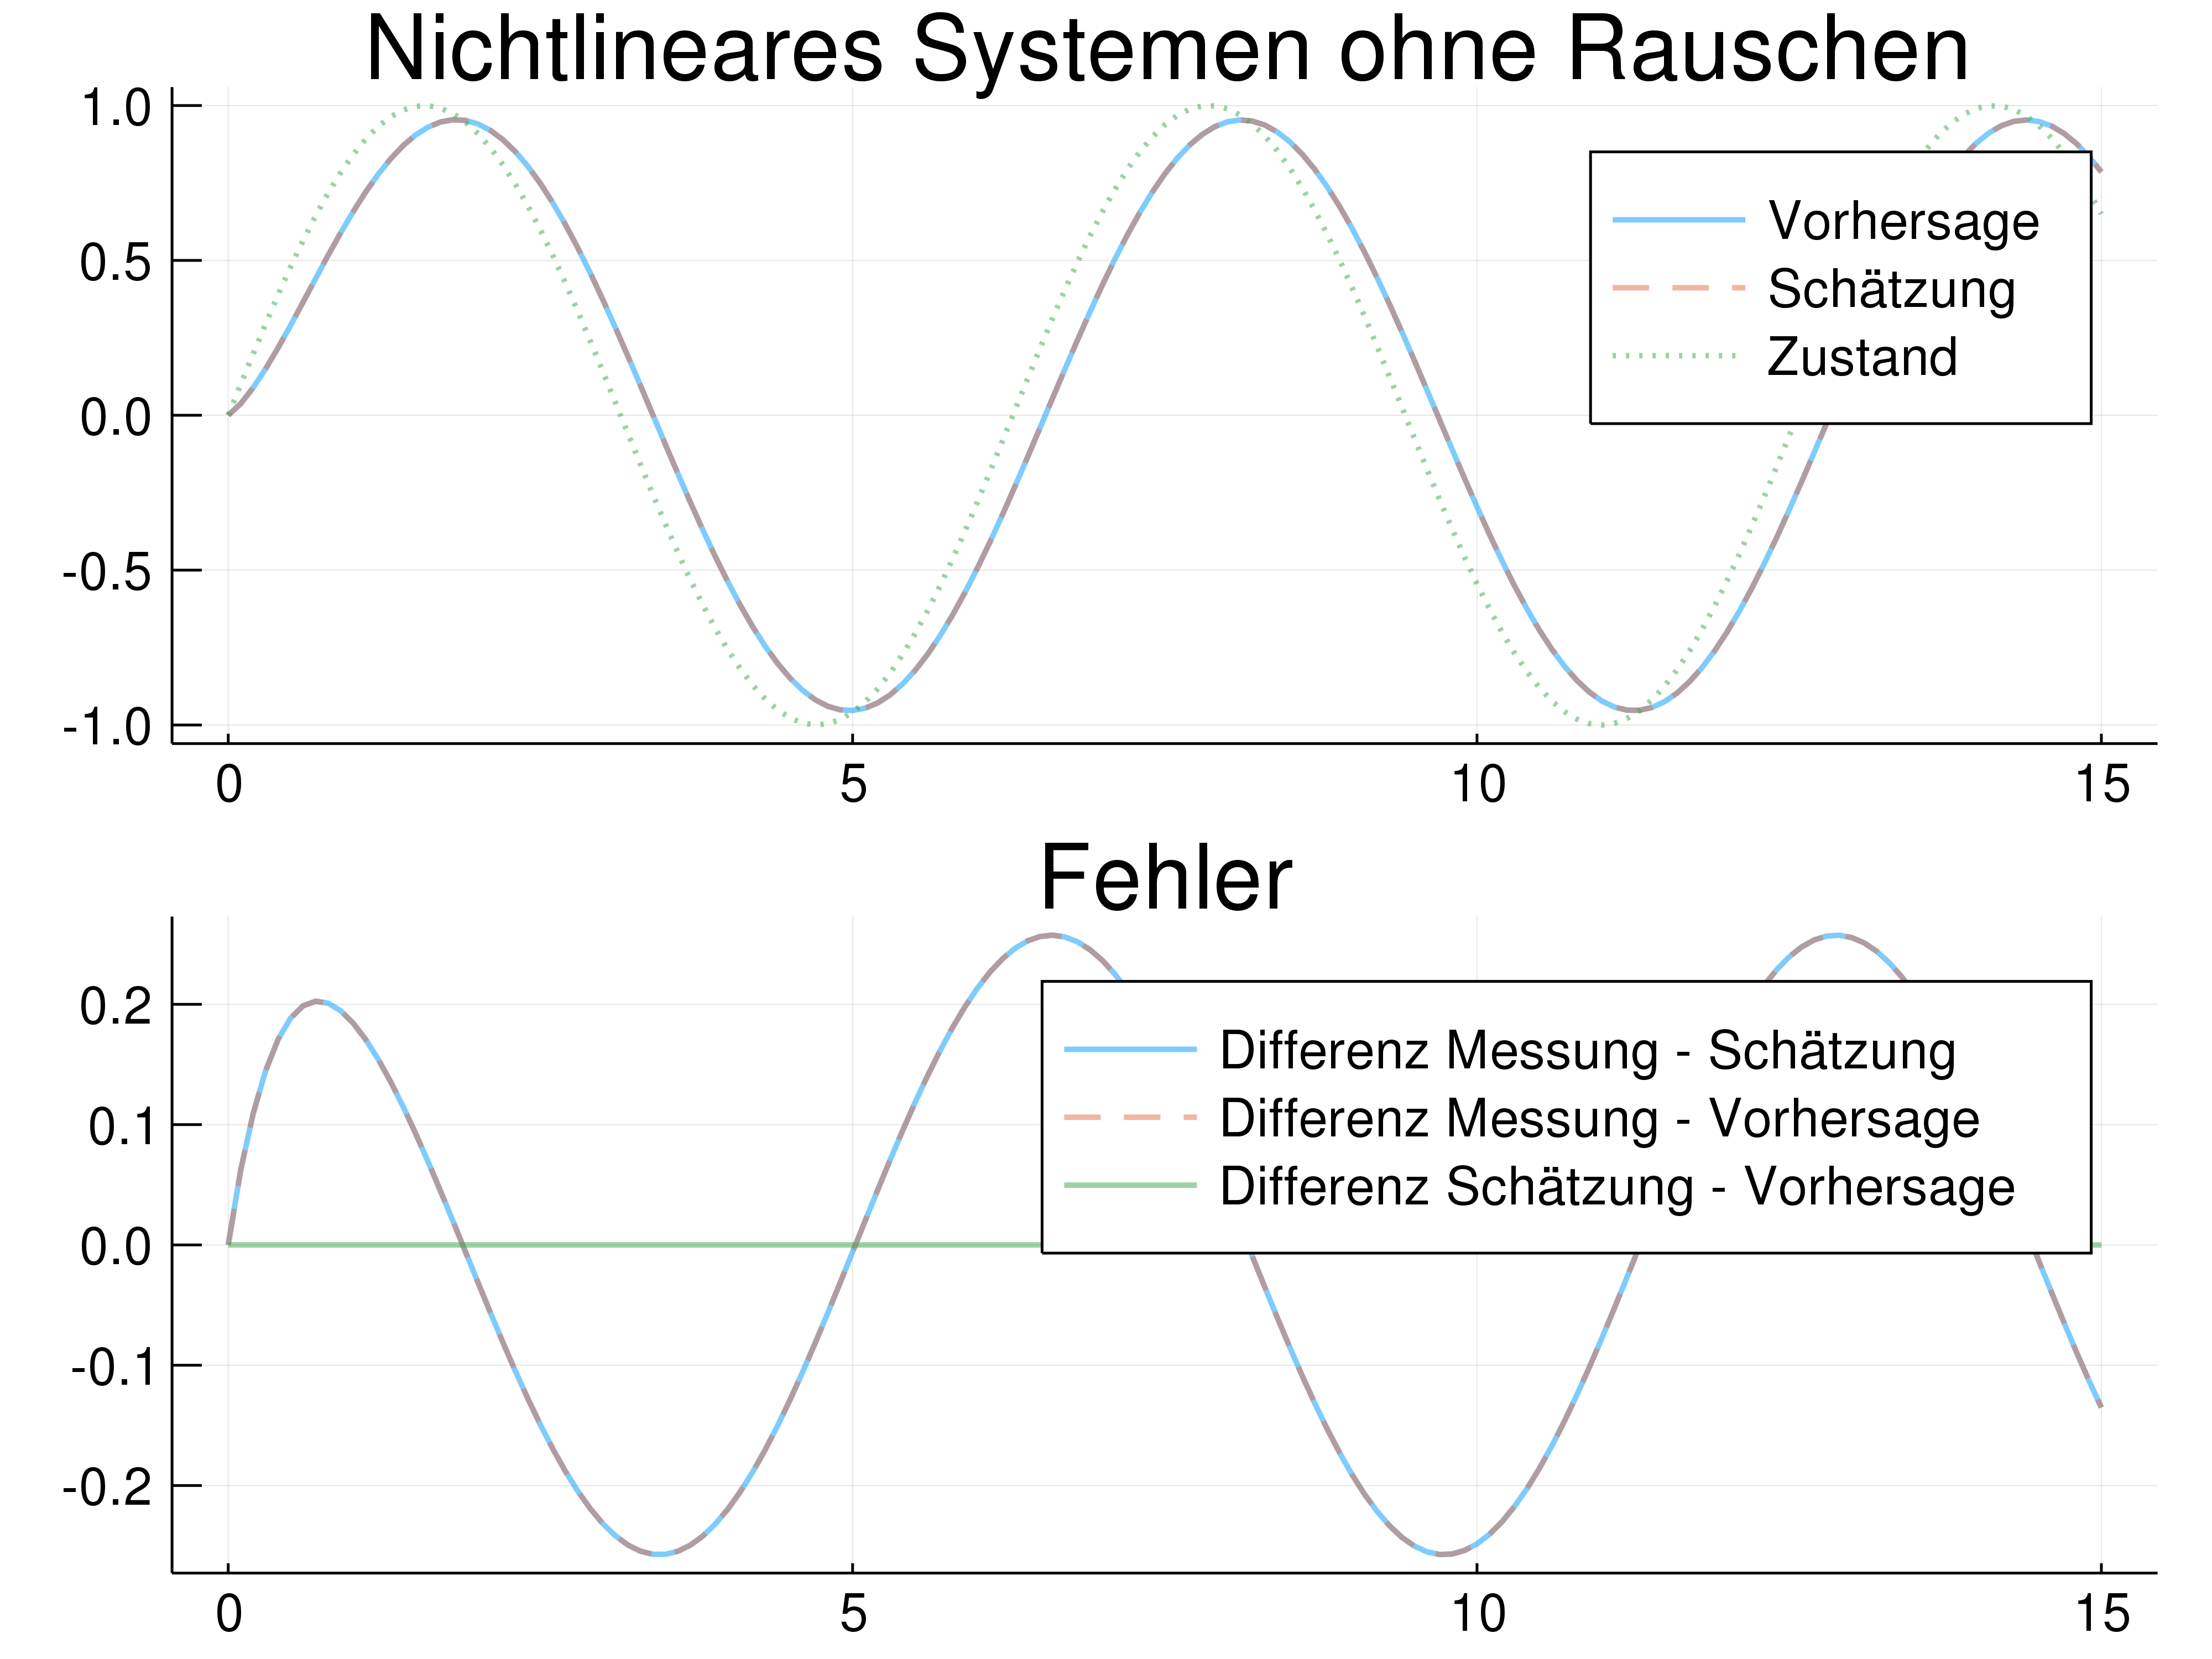 Nichtlineares Systemen ohne Rauschen
1.0
0.5
0.0
-0.5
-1.0
Vorhersage
Schätzung
Zustand
0 5 10 15
Fehler
0.2
0.1
0.0
-0.1
-0.2
Differenz Messung - Schätzung
Differenz Messung - Vorhersage
Differenz Schätzung - Vorhersage
0 5 10 15